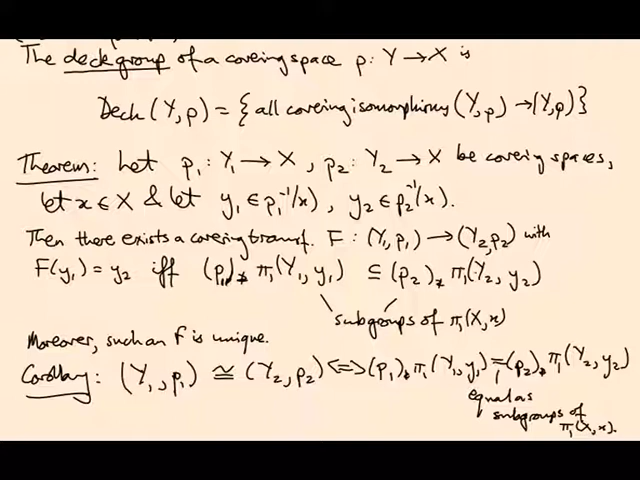 The deck group of a covering space p: Y → X is
Deck (Y,p) = {all covering isomorphisms (Y,p) → (Y,p)}
Theorem: Let p₁: Y₁ → X, p₂: Y₂ → X be covering spaces,
let x ∈ X & let y₁ ∈ p₁⁻¹(x), y₂ ∈ p₂⁻¹(x).
Then there exists a covering transf. F: (Y₁,p₁) → (Y₂,p₂) with
F(y₁) = y₂ iff (p₁)⁎ π₁(Y₁, y₁) ⊆ (p₂)⁎ π₁(Y₂, y₂)
subgroups of π₁(X,x)
Moreover, such an F is unique.
Corollary: (Y₁, p₁) ≅ (Y₂, p₂) ⟺ (p₁)⁎ π₁(Y₁, y₁) = (p₂)⁎ π₁(Y₂, y₂)
equal as
subgroups of
π₁(X,x).